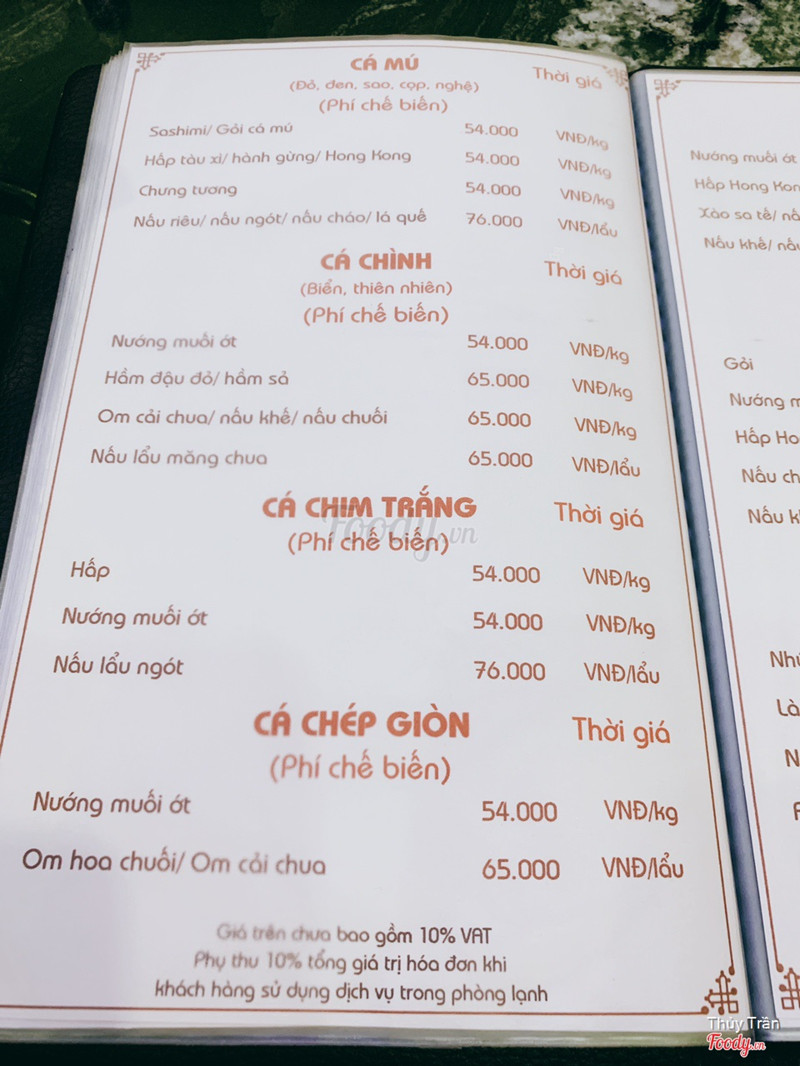 CÁ MÚ Thời giá
(Đỏ, đen, sao, cọp, nghệ)
(Phí chế biến)
Sashimi/ Gỏi cá mú 54.000 VNĐ/kg
Hấp tàu xì/ hành gừng/ Hong Kong 54.000 VNĐ/kg
Chưng tương 54.000 VNĐ/kg
Nấu riêu/ nấu ngót/ nấu cháo/ lá quế 76.000 VNĐ/lẩu
CÁ CHÌNH Thời giá
(Biển, thiên nhiên)
(Phí chế biến)
Nướng muối ớt 54.000 VNĐ/kg
Hầm đậu đỏ/ hầm sả 65.000 VNĐ/kg
Om cải chua/ nấu khế/ nấu chuối 65.000 VNĐ/kg
Nấu lẩu măng chua 65.000 VNĐ/lẩu
CÁ CHIM TRẮNG Thời giá
Foody.vn
(Phí chế biến)
Hấp 54.000 VNĐ/kg
Nướng muối ớt 54.000 VNĐ/kg
Nấu lẩu ngót 76.000 VNĐ/lẩu
CÁ CHÉP GIÒN Thời giá
(Phí chế biến)
Nướng muối ớt 54.000 VNĐ/kg
Om hoa chuối/ Om cải chua 65.000 VNĐ/lẩu
Giá trên chưa bao gồm 10% VAT
Phụ thu 10% tổng giá trị hóa đơn khi
khách hàng sử dụng dịch vụ trong phòng lạnh
Nướng muối ớt
Hấp Hong
Xào sa tế/
Nấu khế/
Gỏi
Nướng
Hấp
Nấu
Nấu
Thúy Trần
Foody.vn